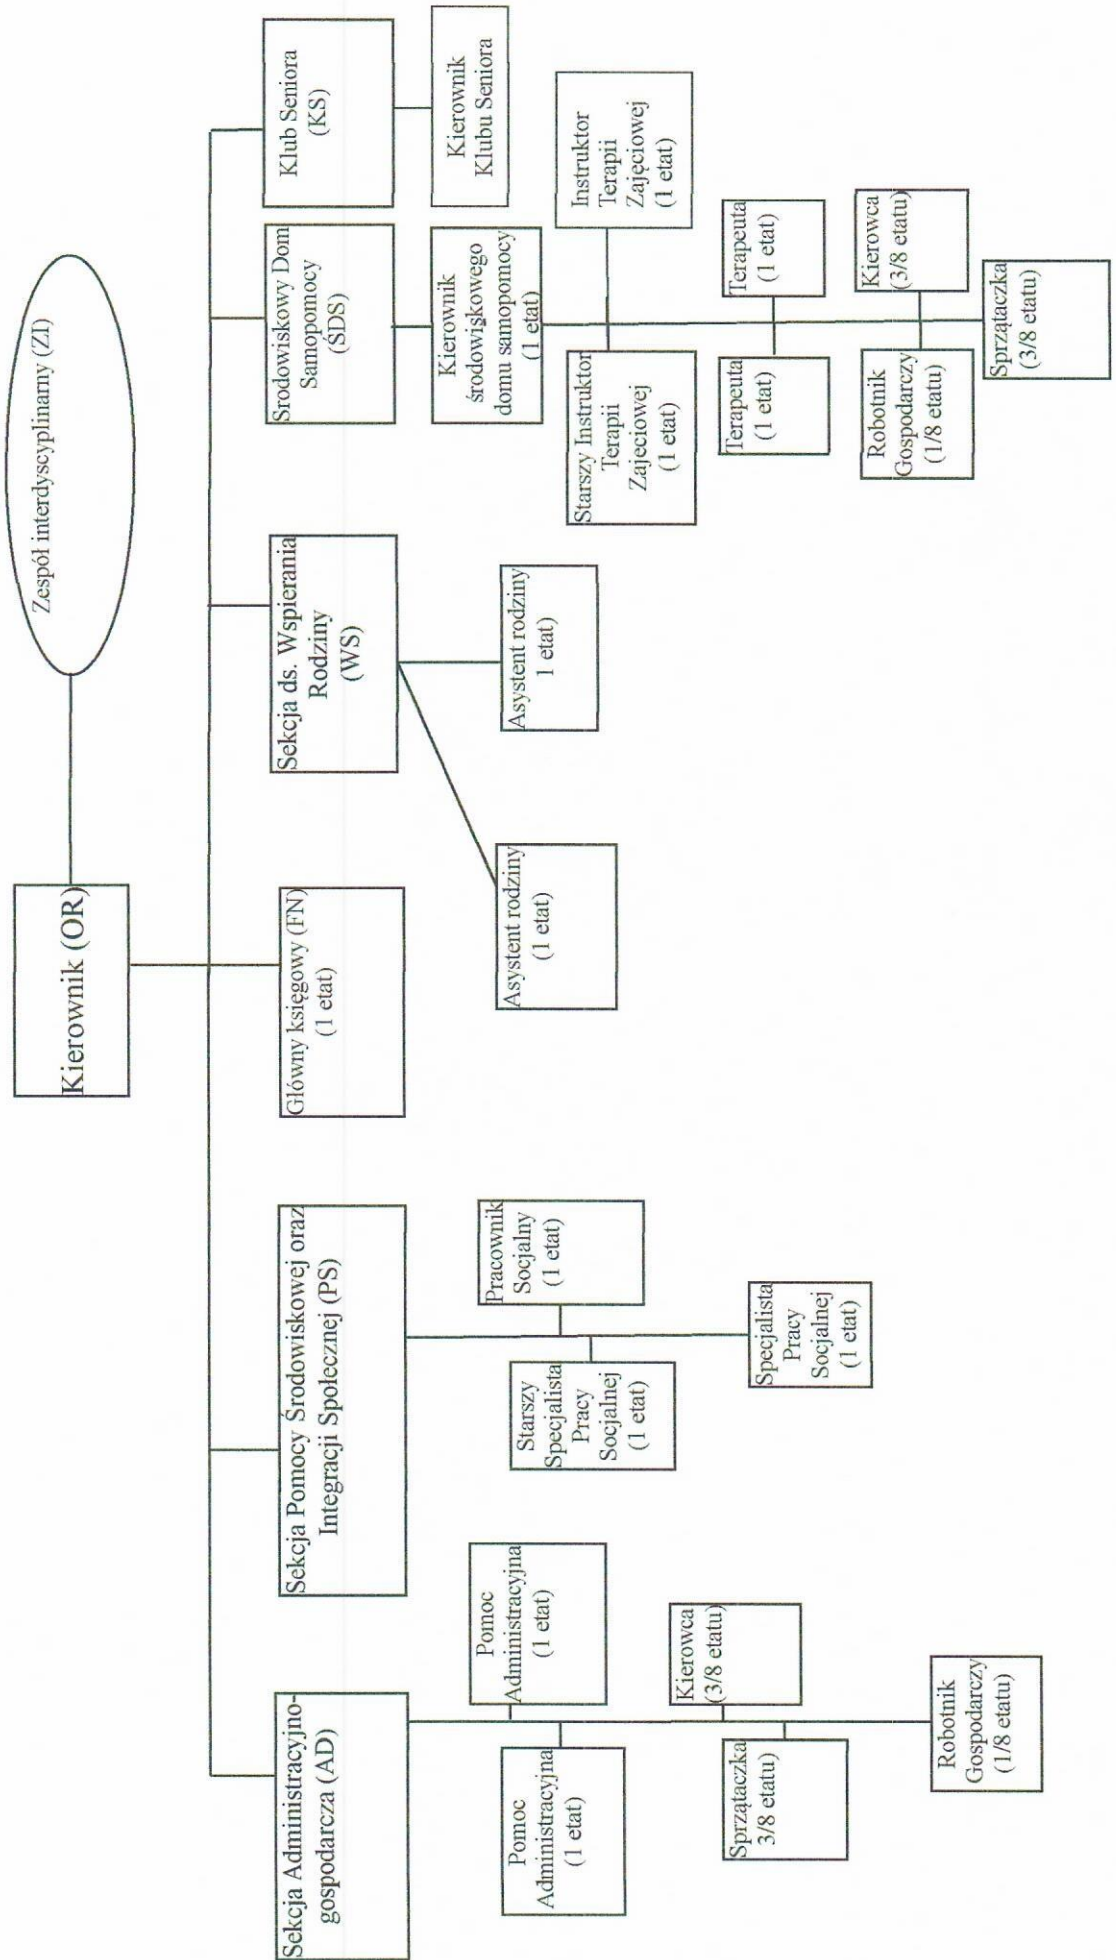 Zespół interdyscyplinarny (ZI)
Kierownik (OR)
Sekcja Administracyjno-
gospodarcza (AD)
Sekcja Pomocy Środowiskowej oraz
Integracji Społecznej (PS)
Główny księgowy (FN)
(1 etat)
Sekcja ds. Wspierania
Rodziny
(WS)
Środowiskowy Dom
Samopomocy
(ŚDS)
Klub Seniora
(KS)
Pomoc
Administracyjna
(1 etat)
Pomoc
Administracyjna
(1 etat)
Kierowca
(3/8 etatu)
Sprzątaczka
3/8 etatu)
Robotnik
Gospodarczy
(1/8 etatu)
Pracownik
Socjalny
(1 etat)
Starszy
Specjalista
Pracy
Socjalnej
(1 etat)
Specjalista
Pracy
Socjalnej
(1 etat)
Asystent rodziny
(1 etat)
Asystent rodziny
1 etat)
Kierownik
środowiskowego
domu samopomocy
(1 etat)
Starszy Instruktor
Terapii
Zajeciowej
(1 etat)
Instruktor
Terapii
Zajęciowej
(1 etat)
Terapeuta
(1 etat)
Terapeuta
(1 etat)
Robotnik
Gospodarczy
(1/8 etatu)
Kierowca
(3/8 etatu)
Sprzątaczka
(3/8 etatu)
Kierownik
Klubu Seniora